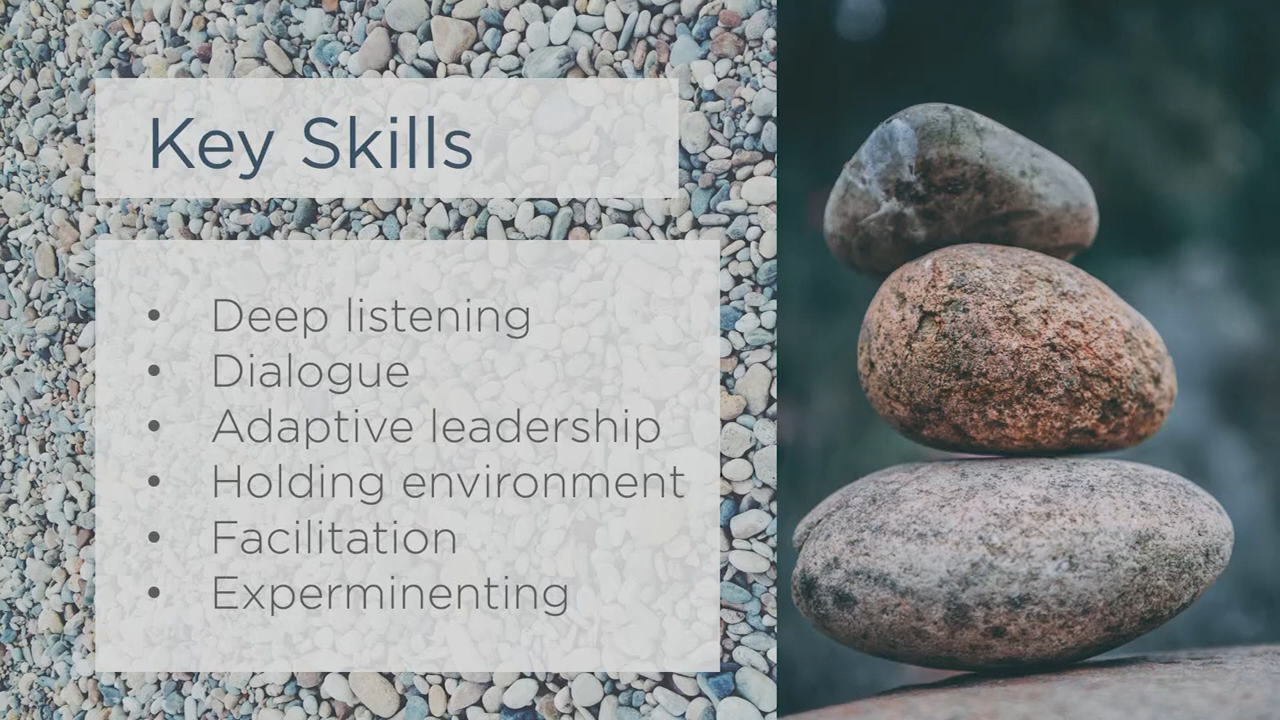 Key Skills
• Deep listening
• Dialogue
• Adaptive leadership
• Holding environment
• Facilitation
• Experminenting